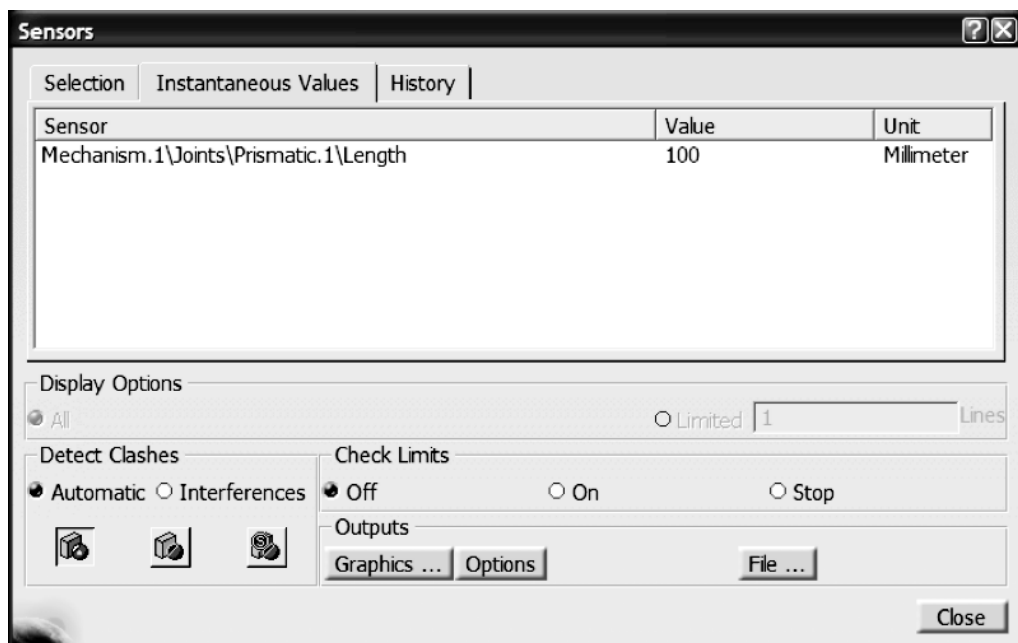 Sensors
Selection Instantaneous Values History
Sensor Value Unit
Mechanism.1\Joints\Prismatic.1\Length 100 Millimeter
Display Options
All Limited 1 Lines
Detect Clashes Check Limits
Automatic Interferences Off On Stop
Outputs
Graphics ... Options File ...
Close